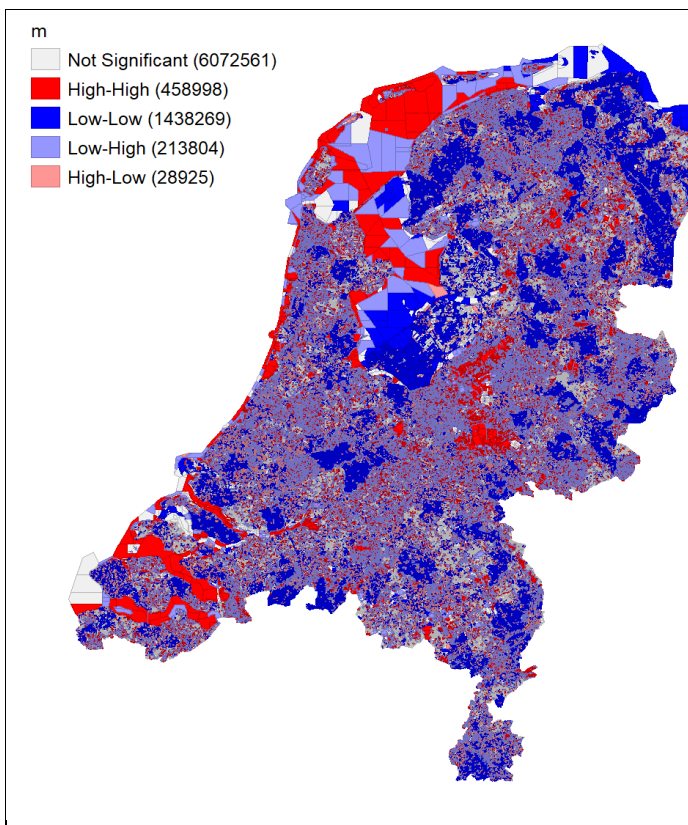 m
Not Significant (6072561)
High-High (458998)
Low-Low (1438269)
Low-High (213804)
High-Low (28925)